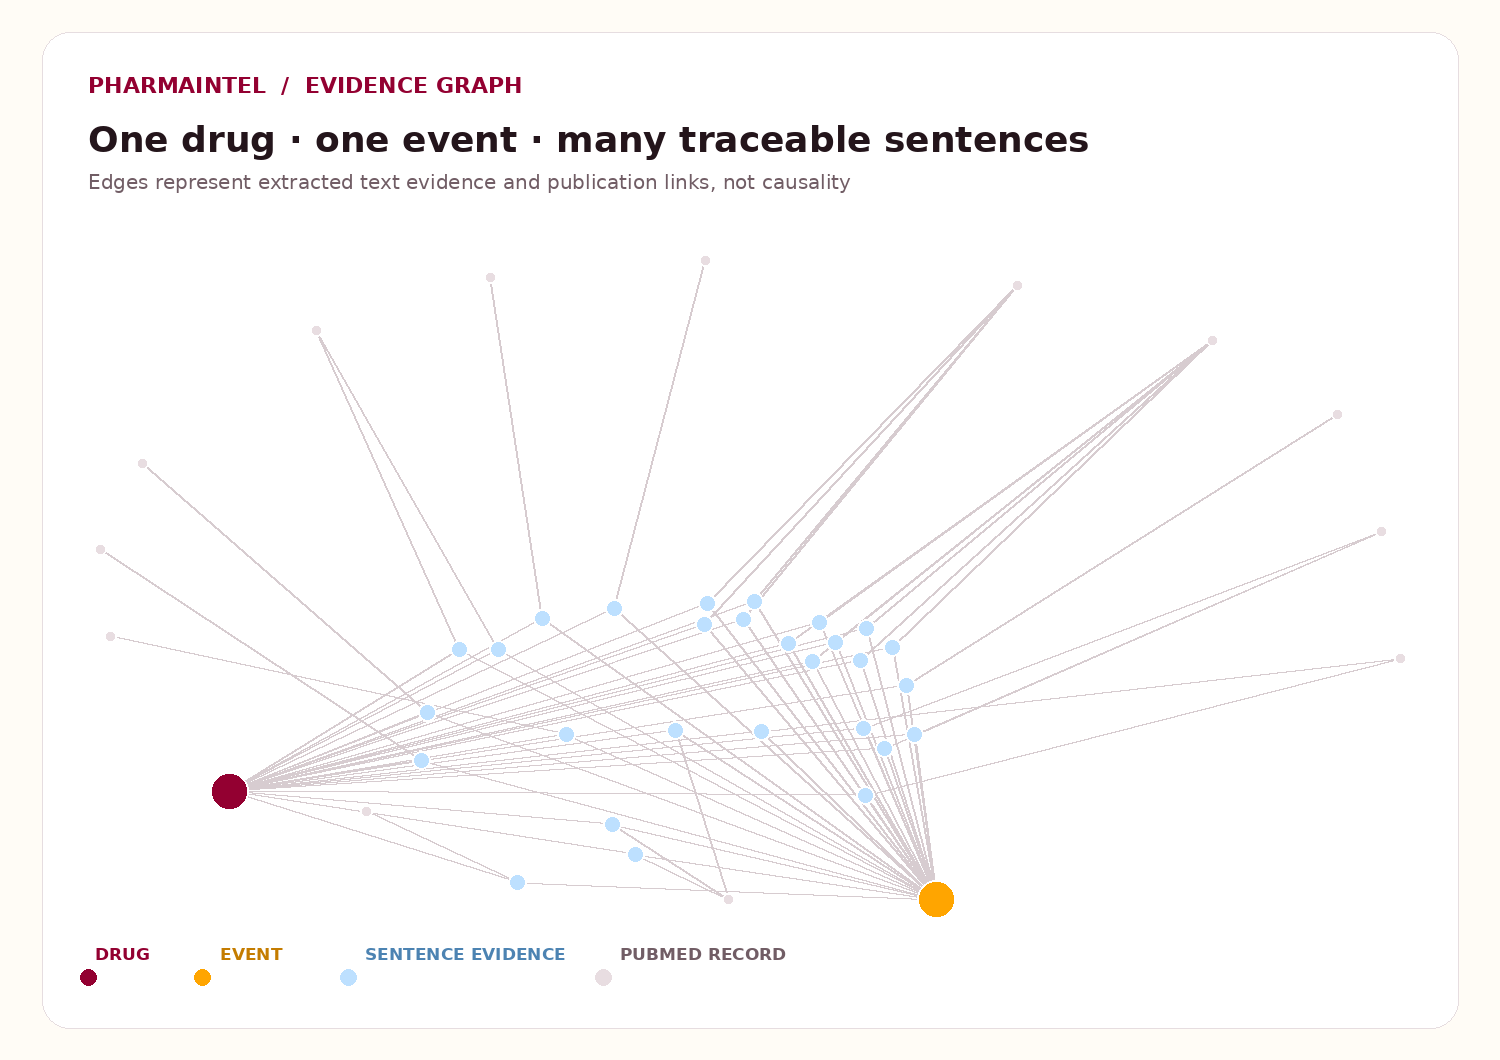 PHARMAINTEL / EVIDENCE GRAPH
One drug · one event · many traceable sentences
Edges represent extracted text evidence and publication links, not causality
DRUG EVENT SENTENCE EVIDENCE PUBMED RECORD